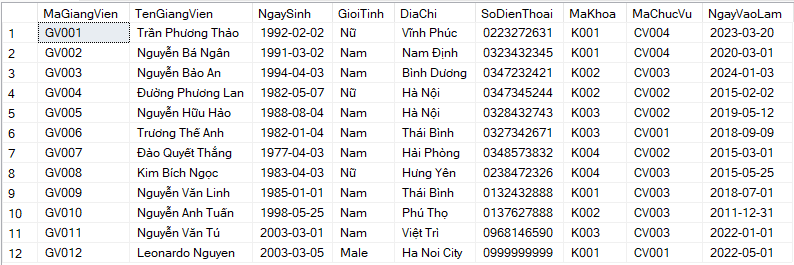 MaGiangVien TenGiangVien NgaySinh GioiTinh DiaChi SoDienThoai MaKhoa MaChucVu NgayVaoLam
1 GV001 Trần Phương Thảo 1992-02-02 Nữ Vĩnh Phúc 0223272631 K001 CV004 2023-03-20
2 GV002 Nguyễn Bá Ngân 1991-03-02 Nam Nam Định 0323432345 K001 CV004 2020-03-01
3 GV003 Nguyễn Bảo An 1994-04-03 Nam Bình Dương 0347232421 K002 CV003 2024-01-03
4 GV004 Đường Phương Lan 1982-05-07 Nữ Hà Nội 0347345244 K002 CV002 2015-02-02
5 GV005 Nguyễn Hữu Hảo 1988-08-04 Nam Hà Nội 0328432743 K003 CV002 2019-05-12
6 GV006 Trương Thế Anh 1982-01-04 Nam Thái Bình 0327342671 K003 CV001 2018-09-09
7 GV007 Đào Quyết Thắng 1977-04-03 Nam Hải Phòng 0348573832 K004 CV002 2015-03-01
8 GV008 Kim Bích Ngọc 1983-04-03 Nữ Hưng Yên 0238472326 K004 CV003 2015-05-25
9 GV009 Nguyễn Văn Linh 1985-01-01 Nam Thái Bình 0132432888 K001 CV003 2018-07-01
10 GV010 Nguyễn Anh Tuấn 1998-05-25 Nam Phú Thọ 0137627888 K002 CV003 2011-12-31
11 GV011 Nguyễn Văn Tú 2003-03-01 Nam Việt Trì 0968146590 K003 CV003 2022-01-01
12 GV012 Leonardo Nguyen 2003-03-05 Male Ha Noi City 0999999999 K001 CV001 2022-05-01